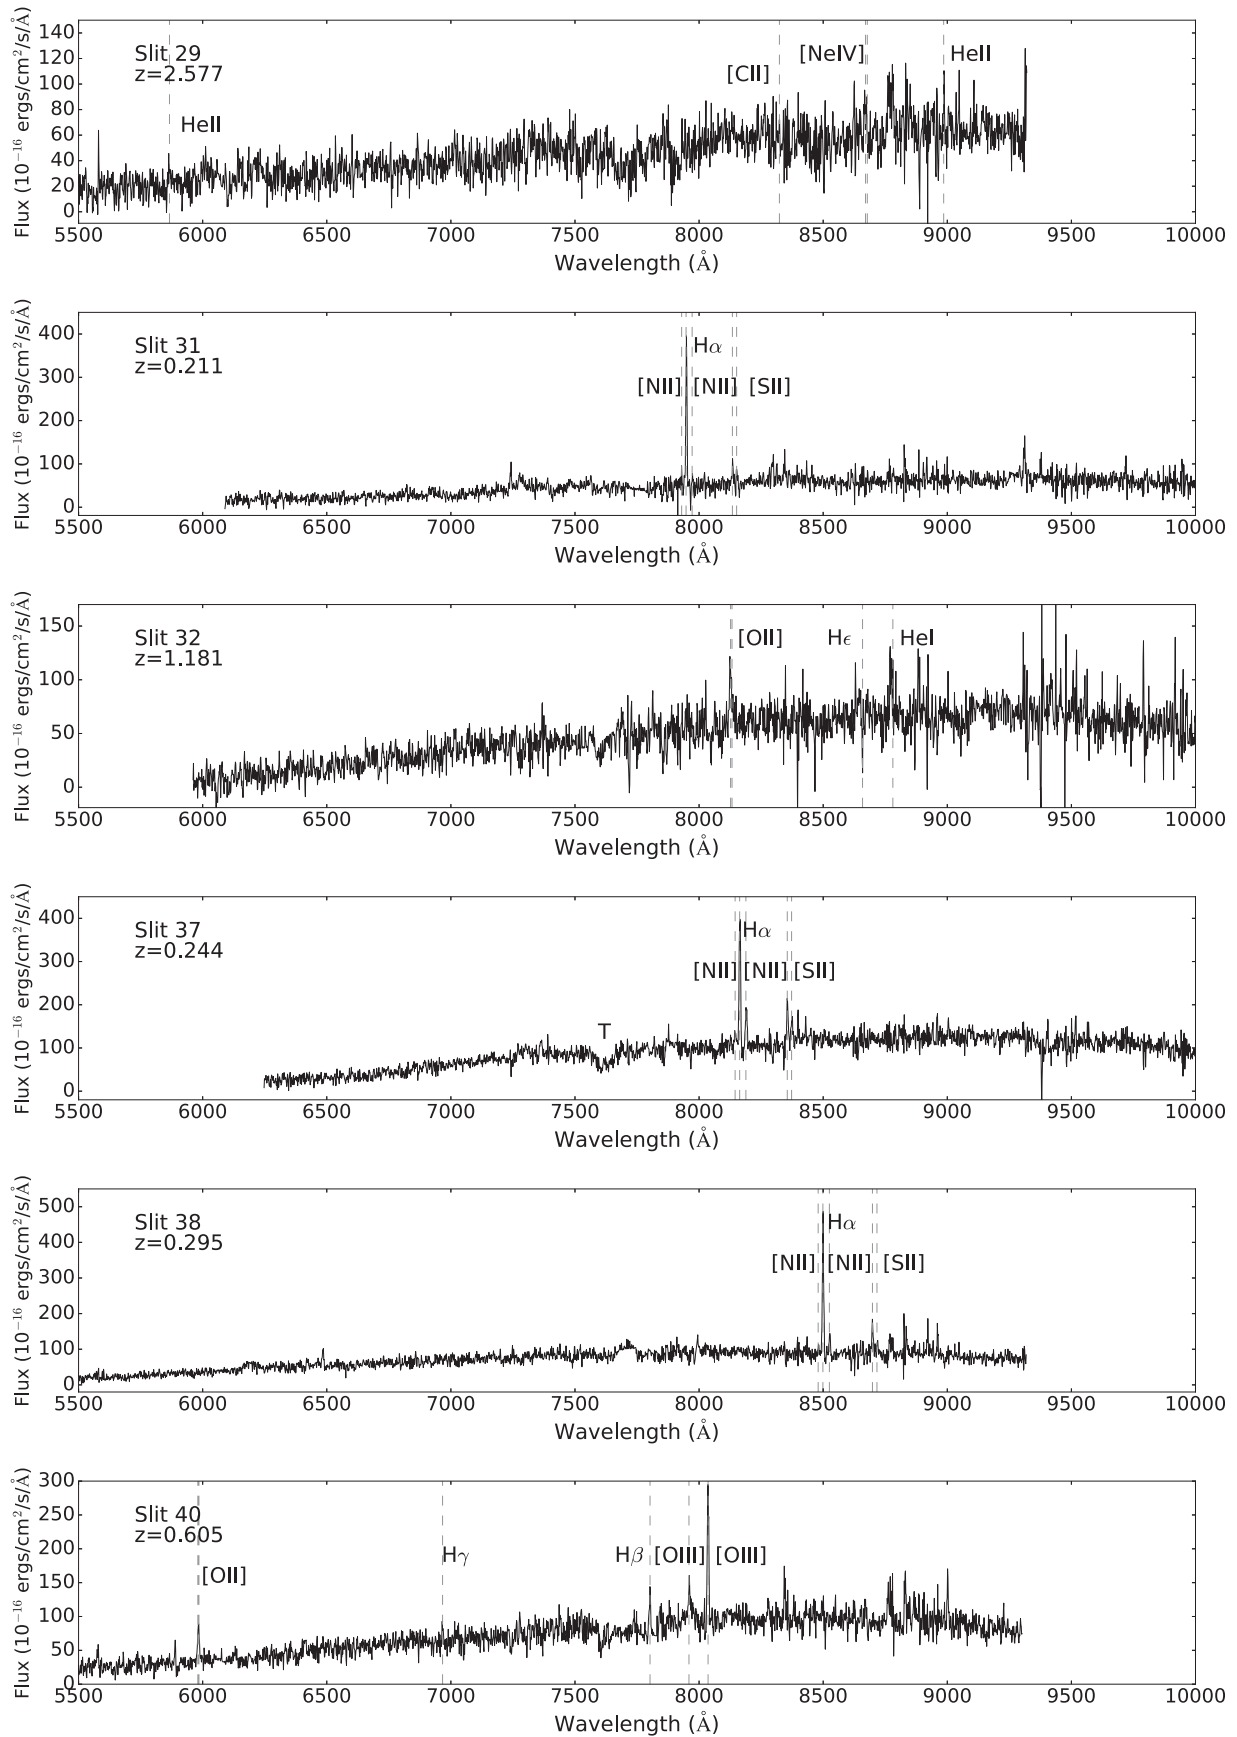 Flux (10⁻¹⁶ ergs/cm²/s/Å)
140
120
100
80
60
40
20
0
Slit 29
z=2.577
HeII
[CII]
[NeIV]
HeII
5500 6000 6500 7000 7500 8000 8500 9000 9500 10000
Wavelength (Å)
Flux (10⁻¹⁶ ergs/cm²/s/Å)
400
300
200
100
0
Slit 31
z=0.211
Hα
[NII] [NII] [SII]
5500 6000 6500 7000 7500 8000 8500 9000 9500 10000
Wavelength (Å)
Flux (10⁻¹⁶ ergs/cm²/s/Å)
150
100
50
0
Slit 32
z=1.181
[OII] Hϵ HeI
5500 6000 6500 7000 7500 8000 8500 9000 9500 10000
Wavelength (Å)
Flux (10⁻¹⁶ ergs/cm²/s/Å)
400
300
200
100
0
Slit 37
z=0.244
Hα
[NII] [NII] [SII]
T
5500 6000 6500 7000 7500 8000 8500 9000 9500 10000
Wavelength (Å)
Flux (10⁻¹⁶ ergs/cm²/s/Å)
500
400
300
200
100
0
Slit 38
z=0.295
Hα
[NII] [NII] [SII]
5500 6000 6500 7000 7500 8000 8500 9000 9500 10000
Wavelength (Å)
Flux (10⁻¹⁶ ergs/cm²/s/Å)
300
250
200
150
100
50
0
Slit 40
z=0.605
[OII]
Hγ
Hβ [OIII] [OIII]
5500 6000 6500 7000 7500 8000 8500 9000 9500 10000
Wavelength (Å)